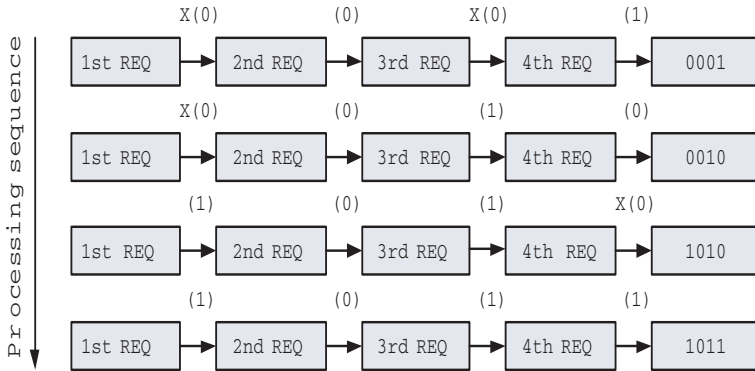 X(0) (0) X(0) (1)
1st REQ 2nd REQ 3rd REQ 4th REQ 0001
X(0) (0) (1) (0)
1st REQ 2nd REQ 3rd REQ 4th REQ 0010
(1) (0) (1) X(0)
1st REQ 2nd REQ 3rd REQ 4th REQ 1010
(1) (0) (1) (1)
1st REQ 2nd REQ 3rd REQ 4th REQ 1011
Processing sequence